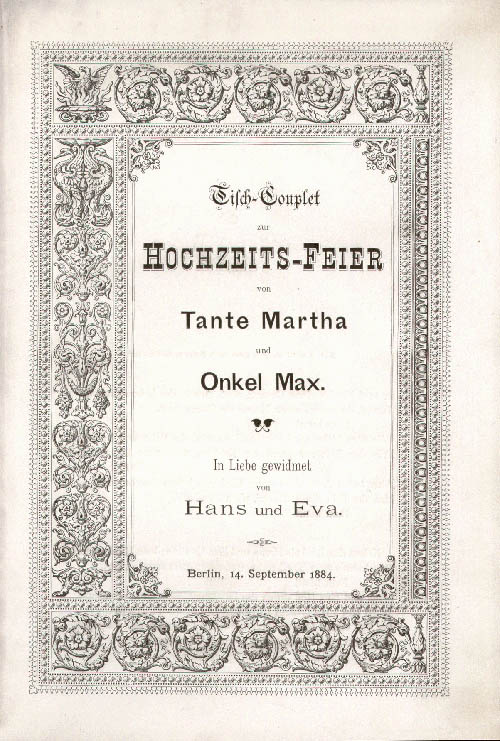 Tisch-Couplet
zur
HOCHZEITS-FEIER
von
Tante Martha
und
Onkel Max.
In Liebe gewidmet
von
Hans und Eva.
Berlin, 14. September 1884.